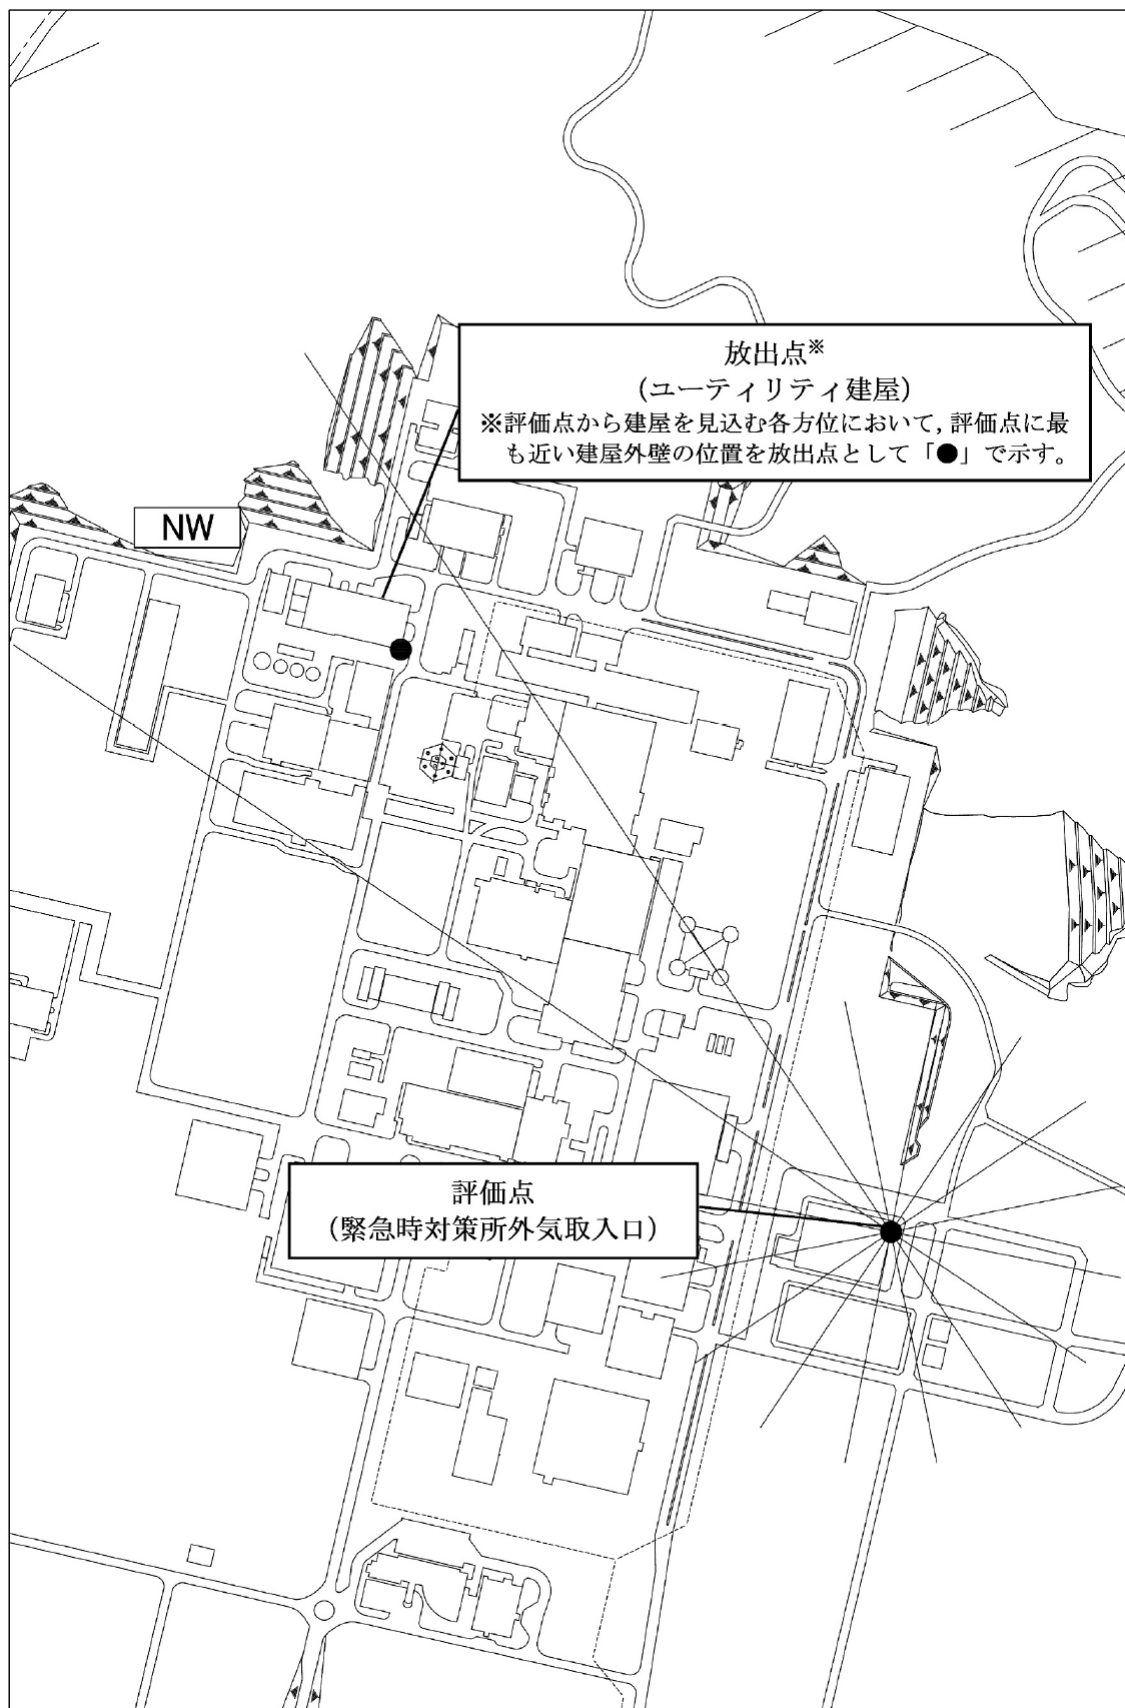 放出点※
(ユーティリティ建屋)
※評価点から建屋を見込む各方位において, 評価点に最
も近い建屋外壁の位置を放出点として「●」で示す。
NW
評価点
(緊急時対策所外気取入口)